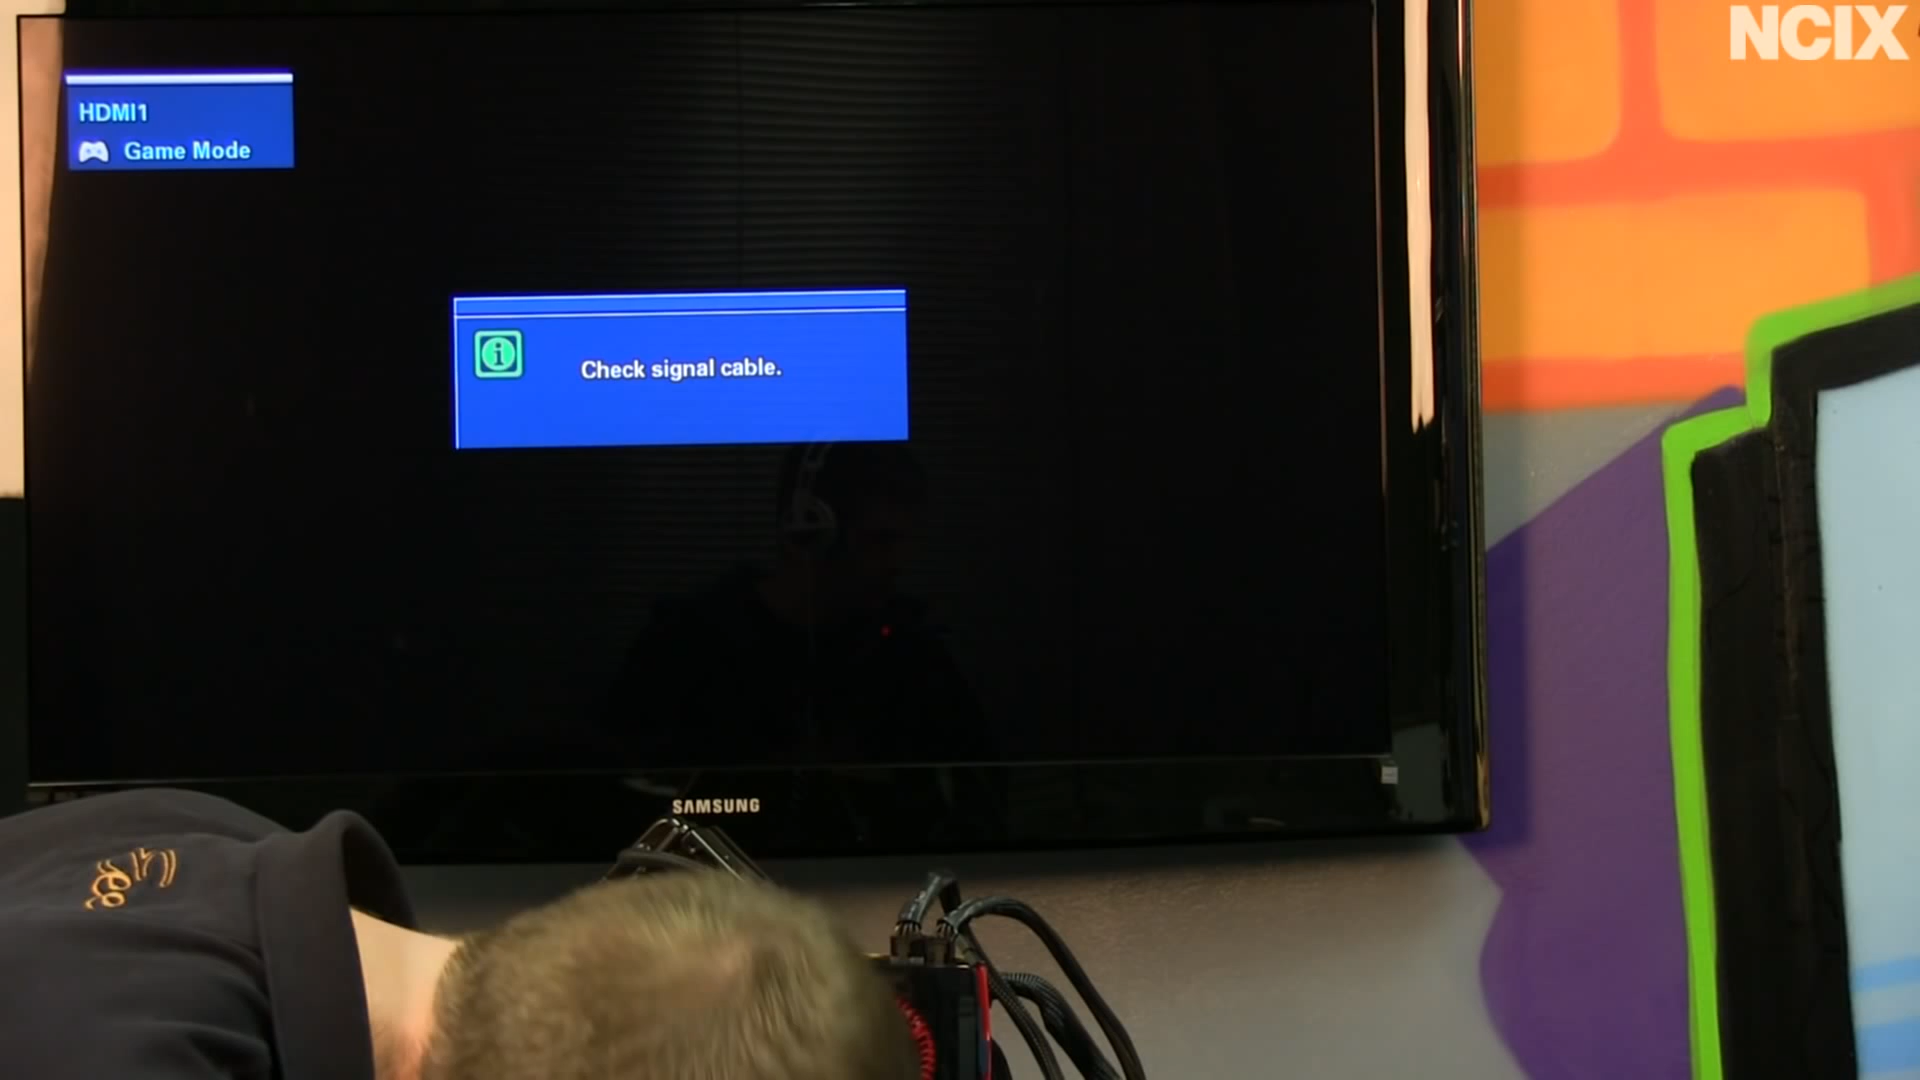 NCIX
HDMI1
Game Mode
Check signal cable.
SAMSUNG